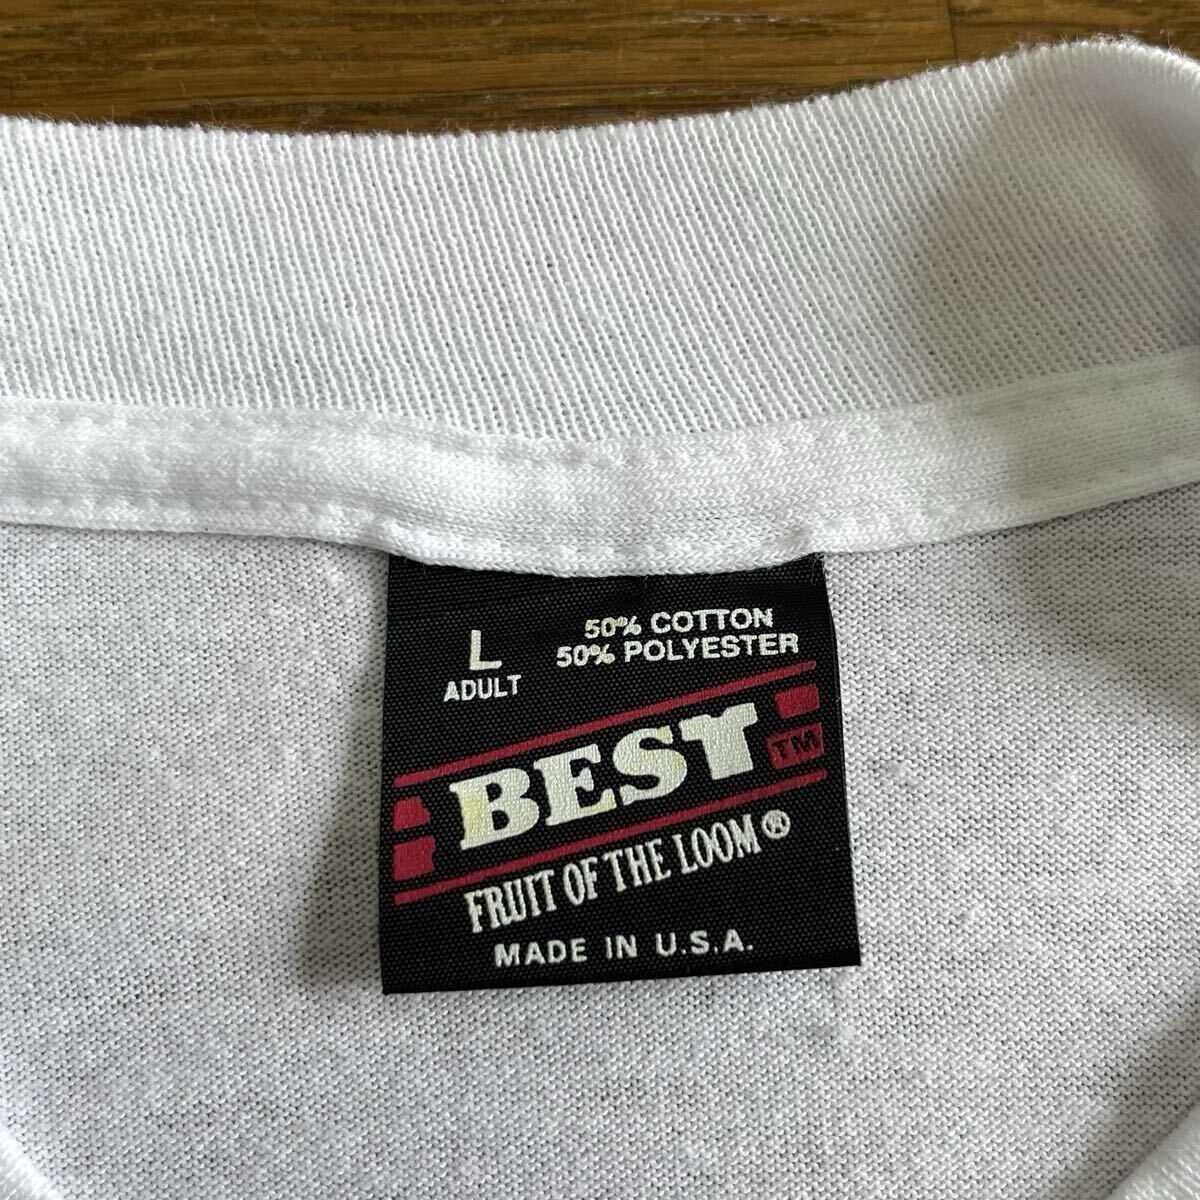 L
ADULT
50% COTTON
50% POLYESTER
BEST TM
FRUIT OF THE LOOM®
MADE IN U.S.A.